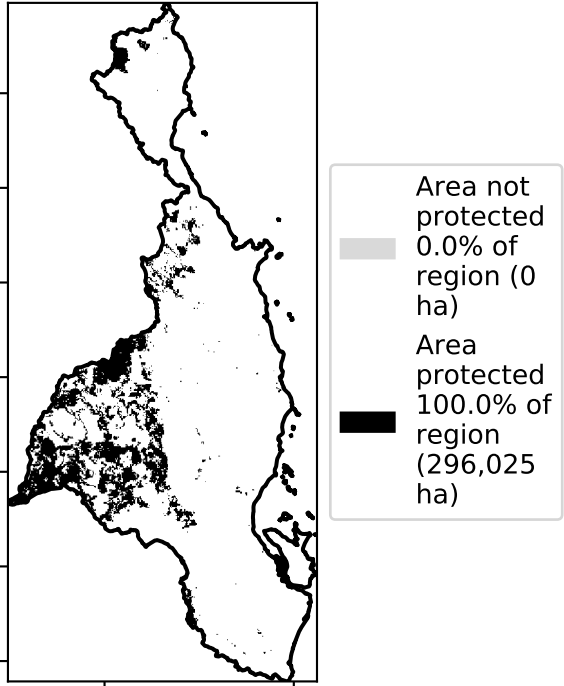 Area not
protected
0.0% of
region (0
ha)
Area
protected
100.0% of
region
(296,025
ha)